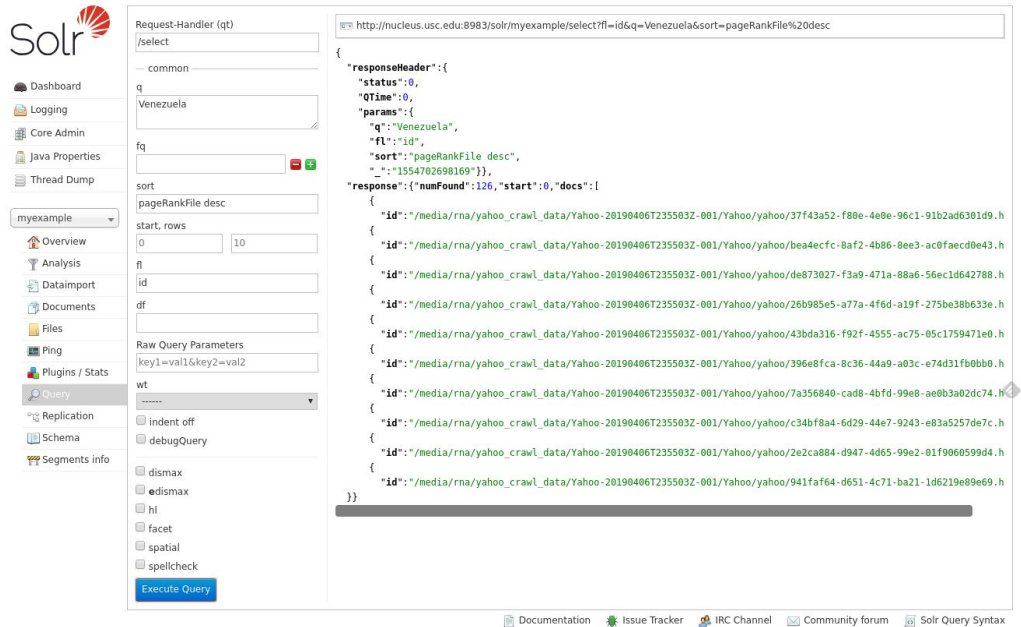 Solr
Dashboard
Logging
Core Admin
Java Properties
Thread Dump
myexample
Overview
Analysis
Dataimport
Documents
Files
Ping
Plugins / Stats
Query
Replication
Schema
Segments info
Request-Handler (qt)
/select
common
q
Venezuela
fq
sort
pageRankFile desc
start, rows
0 10
fl
id
df
Raw Query Parameters
key1=val1&key2=val2
wt
------
indent off
debugQuery
dismax
edismax
hl
facet
spatial
spellcheck
Execute Query
http://nucleus.usc.edu:8983/solr/myexample/select?fl=id&q=Venezuela&sort=pageRankFile%20desc
{
"responseHeader":{
"status":0,
"QTime":0,
"params":{
"q":"Venezuela",
"fl":"id",
"sort":"pageRankFile desc",
"_":"1554702698169"}},
"response":{"numFound":126,"start":0,"docs":[
{
"id":"/media/rna/yahoo_crawl_data/Yahoo-20190406T235503Z-001/Yahoo/yahoo/37f43a52-f80e-4e0e-96c1-91b2ad6301d9.h
{
"id":"/media/rna/yahoo_crawl_data/Yahoo-20190406T235503Z-001/Yahoo/yahoo/bea4ecfc-8af2-4b86-8ee3-ac0faecd0e43.h
{
"id":"/media/rna/yahoo_crawl_data/Yahoo-20190406T235503Z-001/Yahoo/yahoo/de873027-f3a9-471a-88a6-56ec1d642788.h
{
"id":"/media/rna/yahoo_crawl_data/Yahoo-20190406T235503Z-001/Yahoo/yahoo/26b985e5-a77a-4f6d-a19f-275be38b633e.h
{
"id":"/media/rna/yahoo_crawl_data/Yahoo-20190406T235503Z-001/Yahoo/yahoo/43bda316-f92f-4555-ac75-05c1759471e0.h
{
"id":"/media/rna/yahoo_crawl_data/Yahoo-20190406T235503Z-001/Yahoo/yahoo/396e8fca-8c36-44a9-a03c-e74d31fb0bb0.h
{
"id":"/media/rna/yahoo_crawl_data/Yahoo-20190406T235503Z-001/Yahoo/yahoo/7a356840-cad8-4bfd-99e8-ae0b3a02dc74.h
{
"id":"/media/rna/yahoo_crawl_data/Yahoo-20190406T235503Z-001/Yahoo/yahoo/c34bf8a4-6d29-44e7-9243-e83a5257de7c.h
{
"id":"/media/rna/yahoo_crawl_data/Yahoo-20190406T235503Z-001/Yahoo/yahoo/2e2ca884-d947-4d65-99e2-01f9060599d4.h
{
"id":"/media/rna/yahoo_crawl_data/Yahoo-20190406T235503Z-001/Yahoo/yahoo/941faf64-d651-4c71-ba21-1d6219e89e69.h
}}
Documentation Issue Tracker IRC Channel Community forum Solr Query Syntax